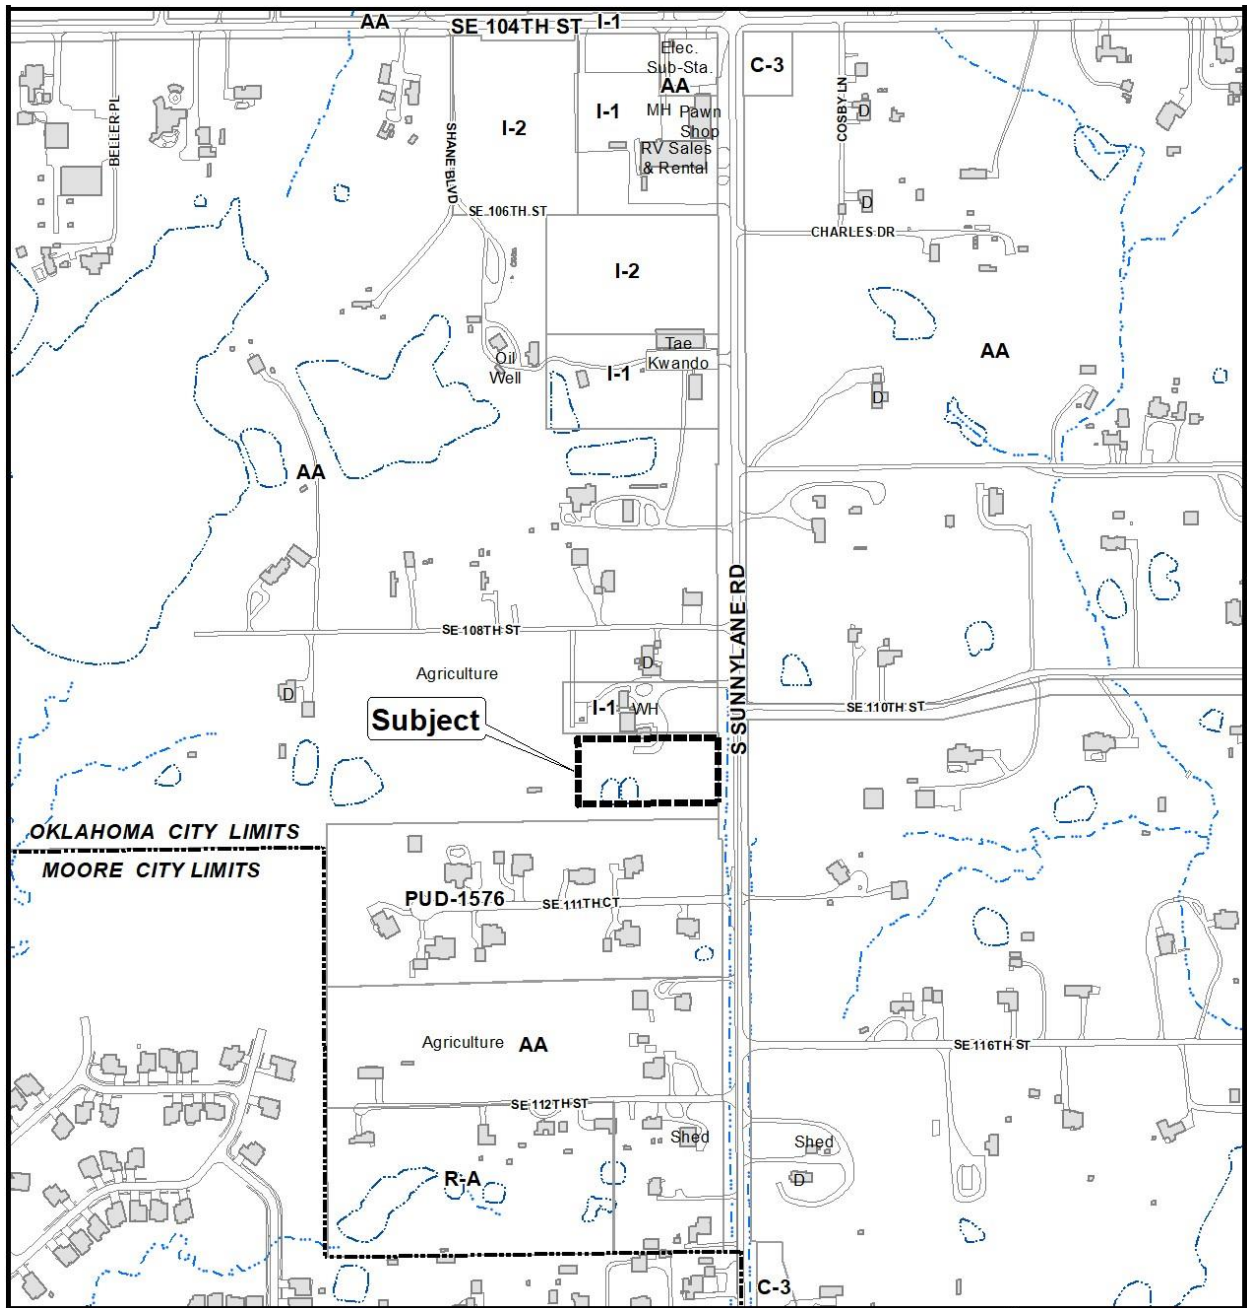 AA
SE 104TH ST
I-1
Elec.
Sub-Sta.
AA
C-3
BELLER PL
SHANE BLVD
I-2
I-1
MH
Pawn
Shop
RV Sales
& Rental
COSBY LN
D
D
SE 106TH ST
CHARLES DR
I-2
Tae
Kwando
Oil
Well
I-1
AA
D
AA
S SUNNYLANE RD
SE 108TH ST
D
Agriculture
D
I-1
WH
SE 110TH ST
Subject
OKLAHOMA CITY LIMITS
MOORE CITY LIMITS
PUD-1576
SE 111TH CT
Agriculture
AA
SE 116TH ST
SE 112TH ST
Shed
Shed
D
R-A
C-3